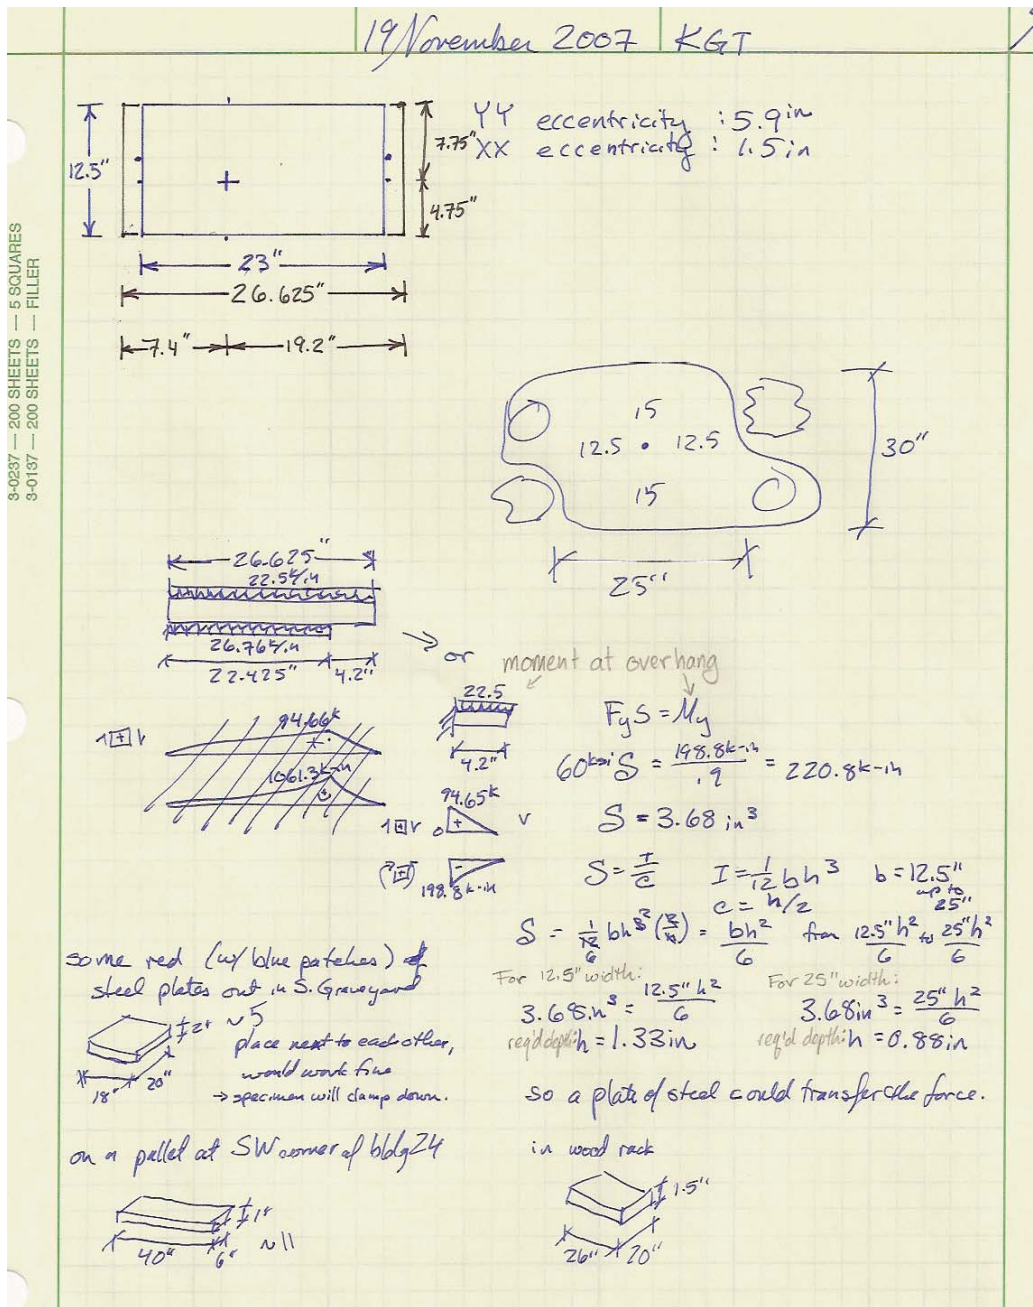 19 November 2007 KGT
YY eccentricity : 5.9 in
XX eccentricity : 1.5 in
12.5"
7.75"
4.75"
23"
26.625"
7.4" 19.2"
3-0237 — 200 SHEETS — 5 SQUARES
3-0137 — 200 SHEETS — FILLER
15
12.5 • 12.5
15
30"
25"
26.625"
22.5 k/in
26.76 k/in
22.425" 4.2"
→ or
moment at overhang
22.5
4.2"
94.66k
1061.3k-in
94.65k
0 + V
198.8 k-in
FyS = My
60ksi S = 198.8k-in / .9 = 220.8k-in
S = 3.68 in³
S = I/c I = 1/12 bh³ b = 12.5"
c = h/2 up to 25"
S = 1/12 bh³ (2/h) = bh²/6 from 12.5"h²/6 to 25"h²/6
For 12.5" width:
3.68in³ = 12.5"h²/6
req'd depth: h = 1.33in
For 25" width:
3.68in³ = 25"h²/6
req'd depth: h = 0.88in
so a plate of steel could transfer the force.
some red (w/ blue patches)
steel plates out in S. Graveyard
2" ~5
18" 20"
place next to each other,
would work fine
→ specimen will clamp down.
on a pallet at SW corner of bldg 24
1"
40" 6" ~11
in wood rack
1.5"
26" 20"